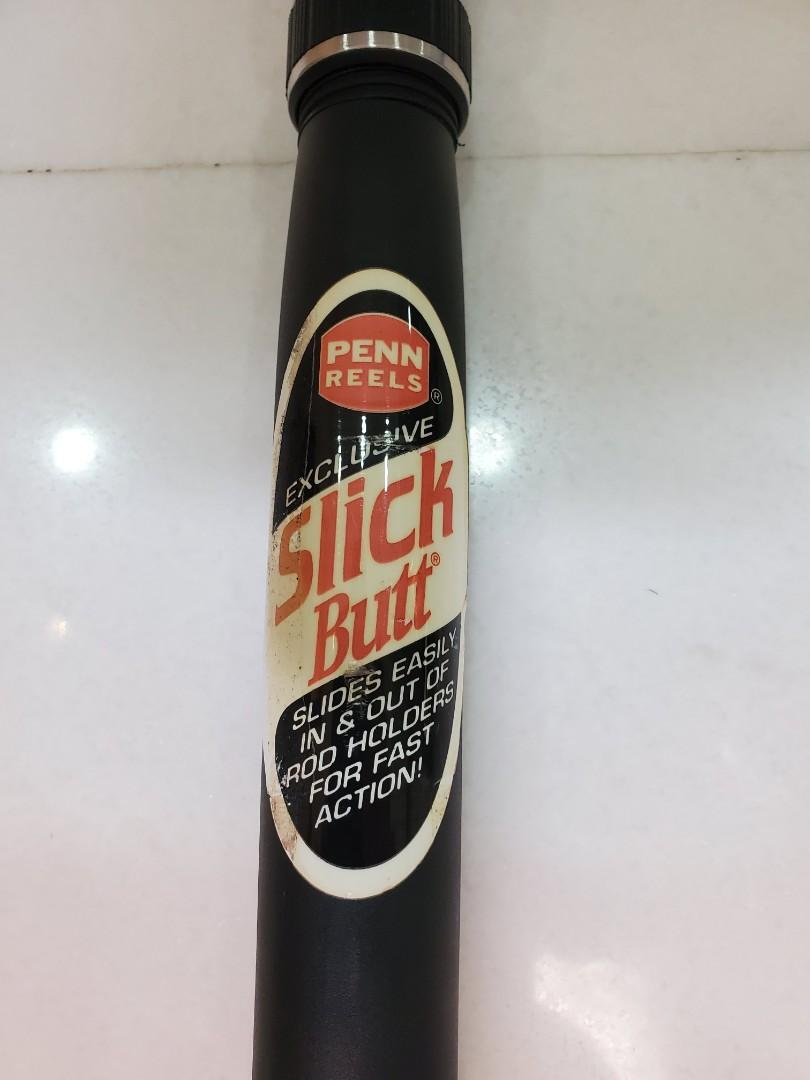 PENN
REELS®
EXCLUSIVE
Slick
Butt®
SLIDES EASILY
IN & OUT OF
ROD HOLDERS
FOR FAST
ACTION!